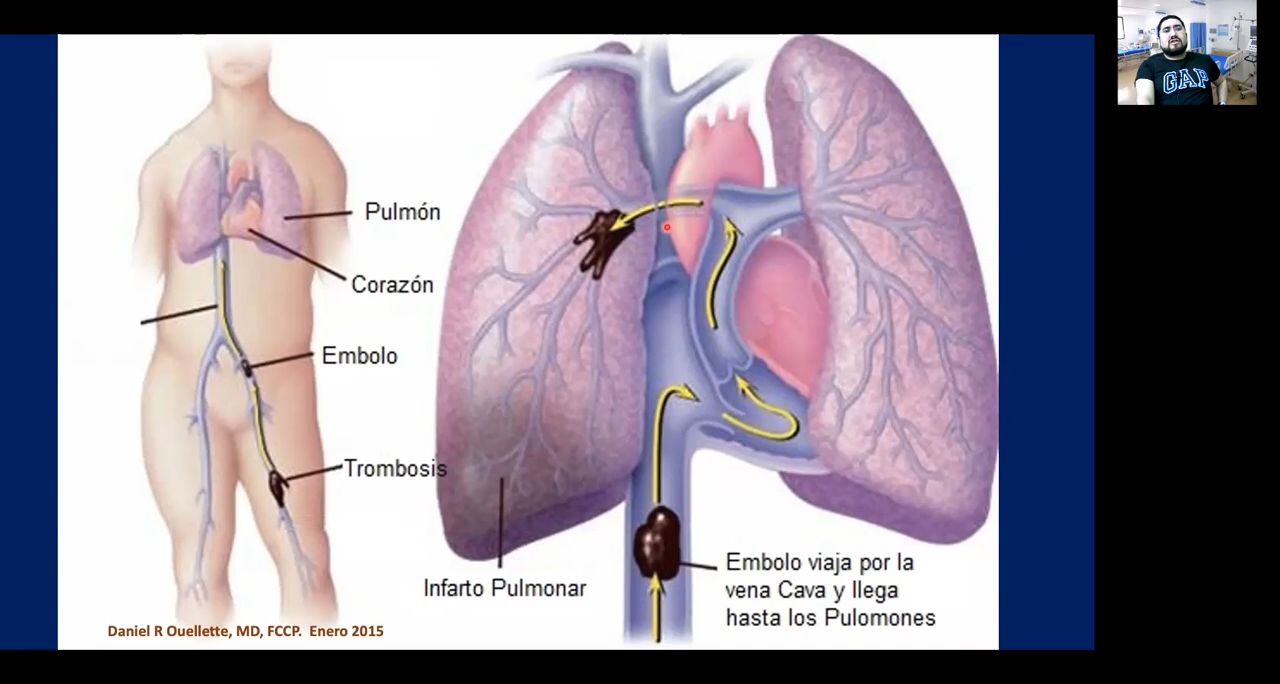 Pulmón
Corazón
Embolo
Trombosis
Infarto Pulmonar
Embolo viaja por la
vena Cava y llega
hasta los Pulomones
Daniel R Ouellette, MD, FCCP. Enero 2015
GAP